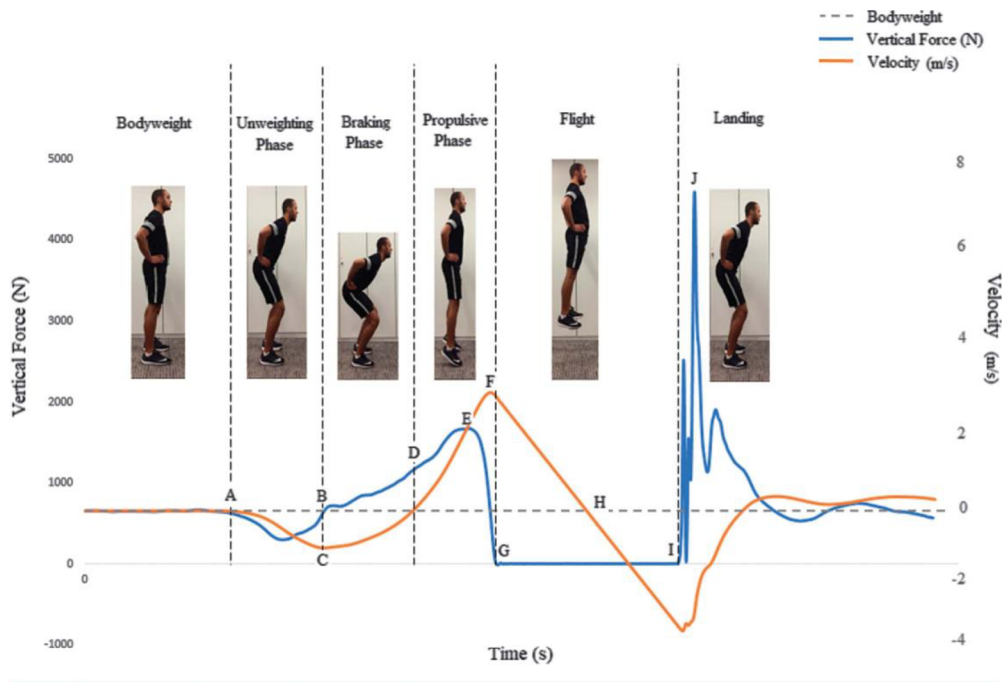 Bodyweight
Vertical Force (N)
Velocity (m/s)
Bodyweight
Unweighting
Phase
Braking
Phase
Propulsive
Phase
Flight
Landing
5000
4000
3000
2000
1000
0
-1000
Vertical Force (N)
8
6
4
2
0
-2
-4
Velocity (m/s)
A
B
C
D
E
F
G
H
I
J
0
Time (s)